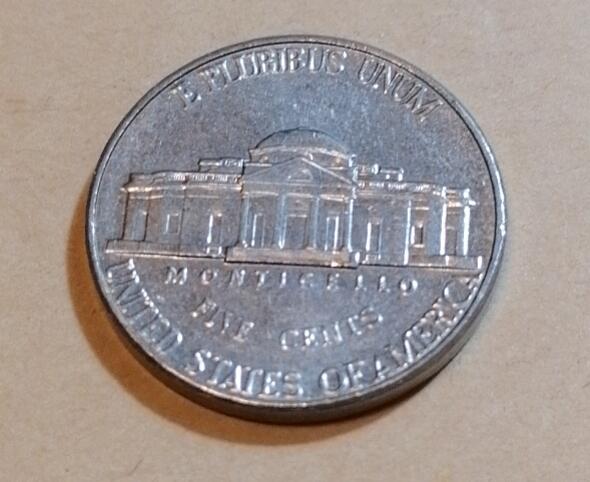 E PLURIBUS UNUM
MONTICELLO
FIVE CENTS
UNITED STATES OF AMERICA